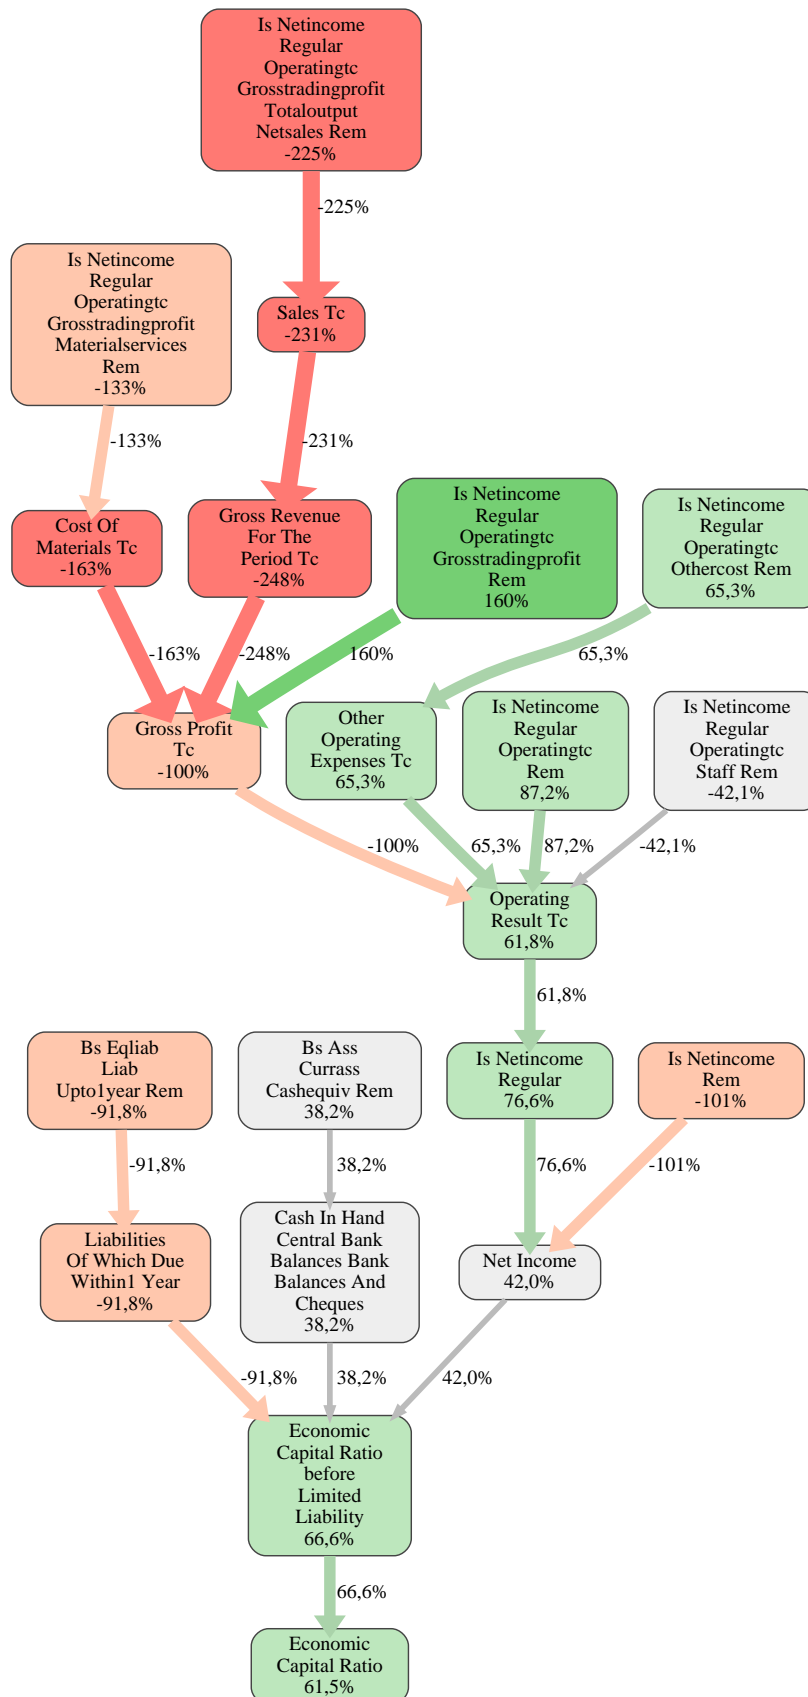 Is Netincome
Regular
Operatingtc
Grosstradingprofit
Totaloutput
Netsales Rem
-225%
-225%
Is Netincome
Regular
Operatingtc
Grosstradingprofit
Materialservices
Rem
-133%
Sales Tc
-231%
-133%
-231%
Cost Of
Materials Tc
-163%
Gross Revenue
For The
Period Tc
-248%
Is Netincome
Regular
Operatingtc
Grosstradingprofit
Rem
160%
Is Netincome
Regular
Operatingtc
Othercost Rem
65,3%
-163%
-248%
160%
65,3%
Gross Profit
Tc
-100%
Other
Operating
Expenses Tc
65,3%
Is Netincome
Regular
Operatingtc
Rem
87,2%
Is Netincome
Regular
Operatingtc
Staff Rem
-42,1%
-100%
65,3%
87,2%
-42,1%
Operating
Result Tc
61,8%
61,8%
Bs Eqliab
Liab
Upto1year Rem
-91,8%
Bs Ass
Currass
Cashequiv Rem
38,2%
Is Netincome
Regular
76,6%
Is Netincome
Rem
-101%
-91,8%
38,2%
76,6%
-101%
Liabilities
Of Which Due
Within1 Year
-91,8%
Cash In Hand
Central Bank
Balances Bank
Balances And
Cheques
38,2%
Net Income
42,0%
-91,8%
38,2%
42,0%
Economic
Capital Ratio
before
Limited
Liability
66,6%
66,6%
Economic
Capital Ratio
61,5%